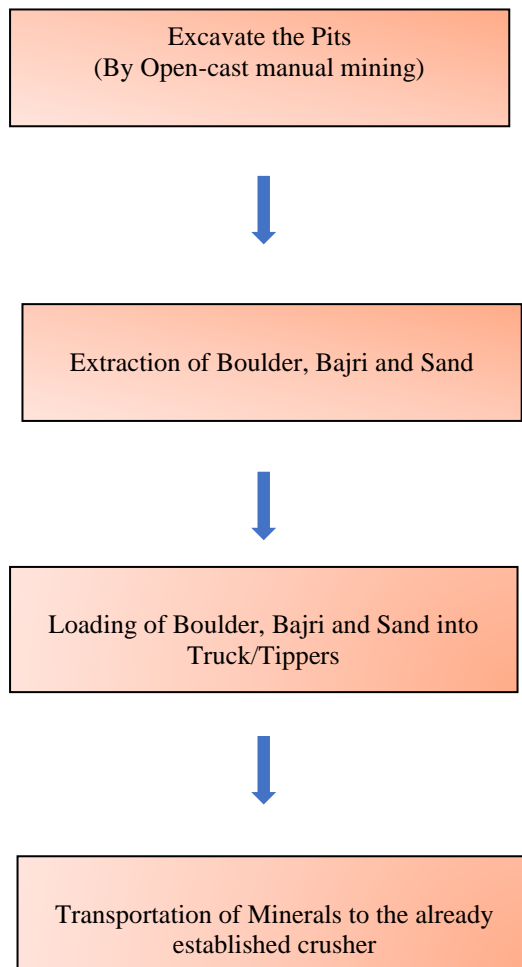 Excavate the Pits
(By Open-cast manual mining)
Extraction of Boulder, Bajri and Sand
Loading of Boulder, Bajri and Sand into
Truck/Tippers
Transportation of Minerals to the already
established crusher